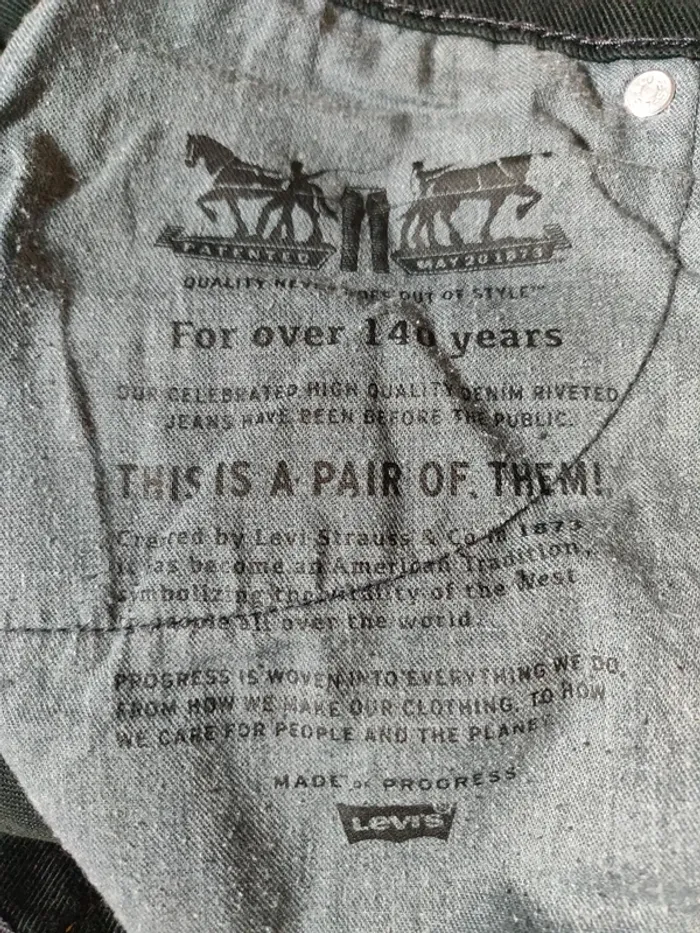 PATENTED MAY 20 1873
QUALITY NEVER GOES OUT OF STYLE™
For over 140 years
OUR CELEBRATED HIGH QUALITY DENIM RIVETED
JEANS HAVE BEEN BEFORE THE PUBLIC.
THIS IS A PAIR OF THEM!
Created by Levi Strauss & Co in 1873
it has become an American Tradition,
symbolizing the vitality of the West
to people all over the world.
PROGRESS IS WOVEN INTO EVERYTHING WE DO,
FROM HOW WE MAKE OUR CLOTHING, TO HOW
WE CARE FOR PEOPLE AND THE PLANET
MADE OF PROGRESS™
Levi's